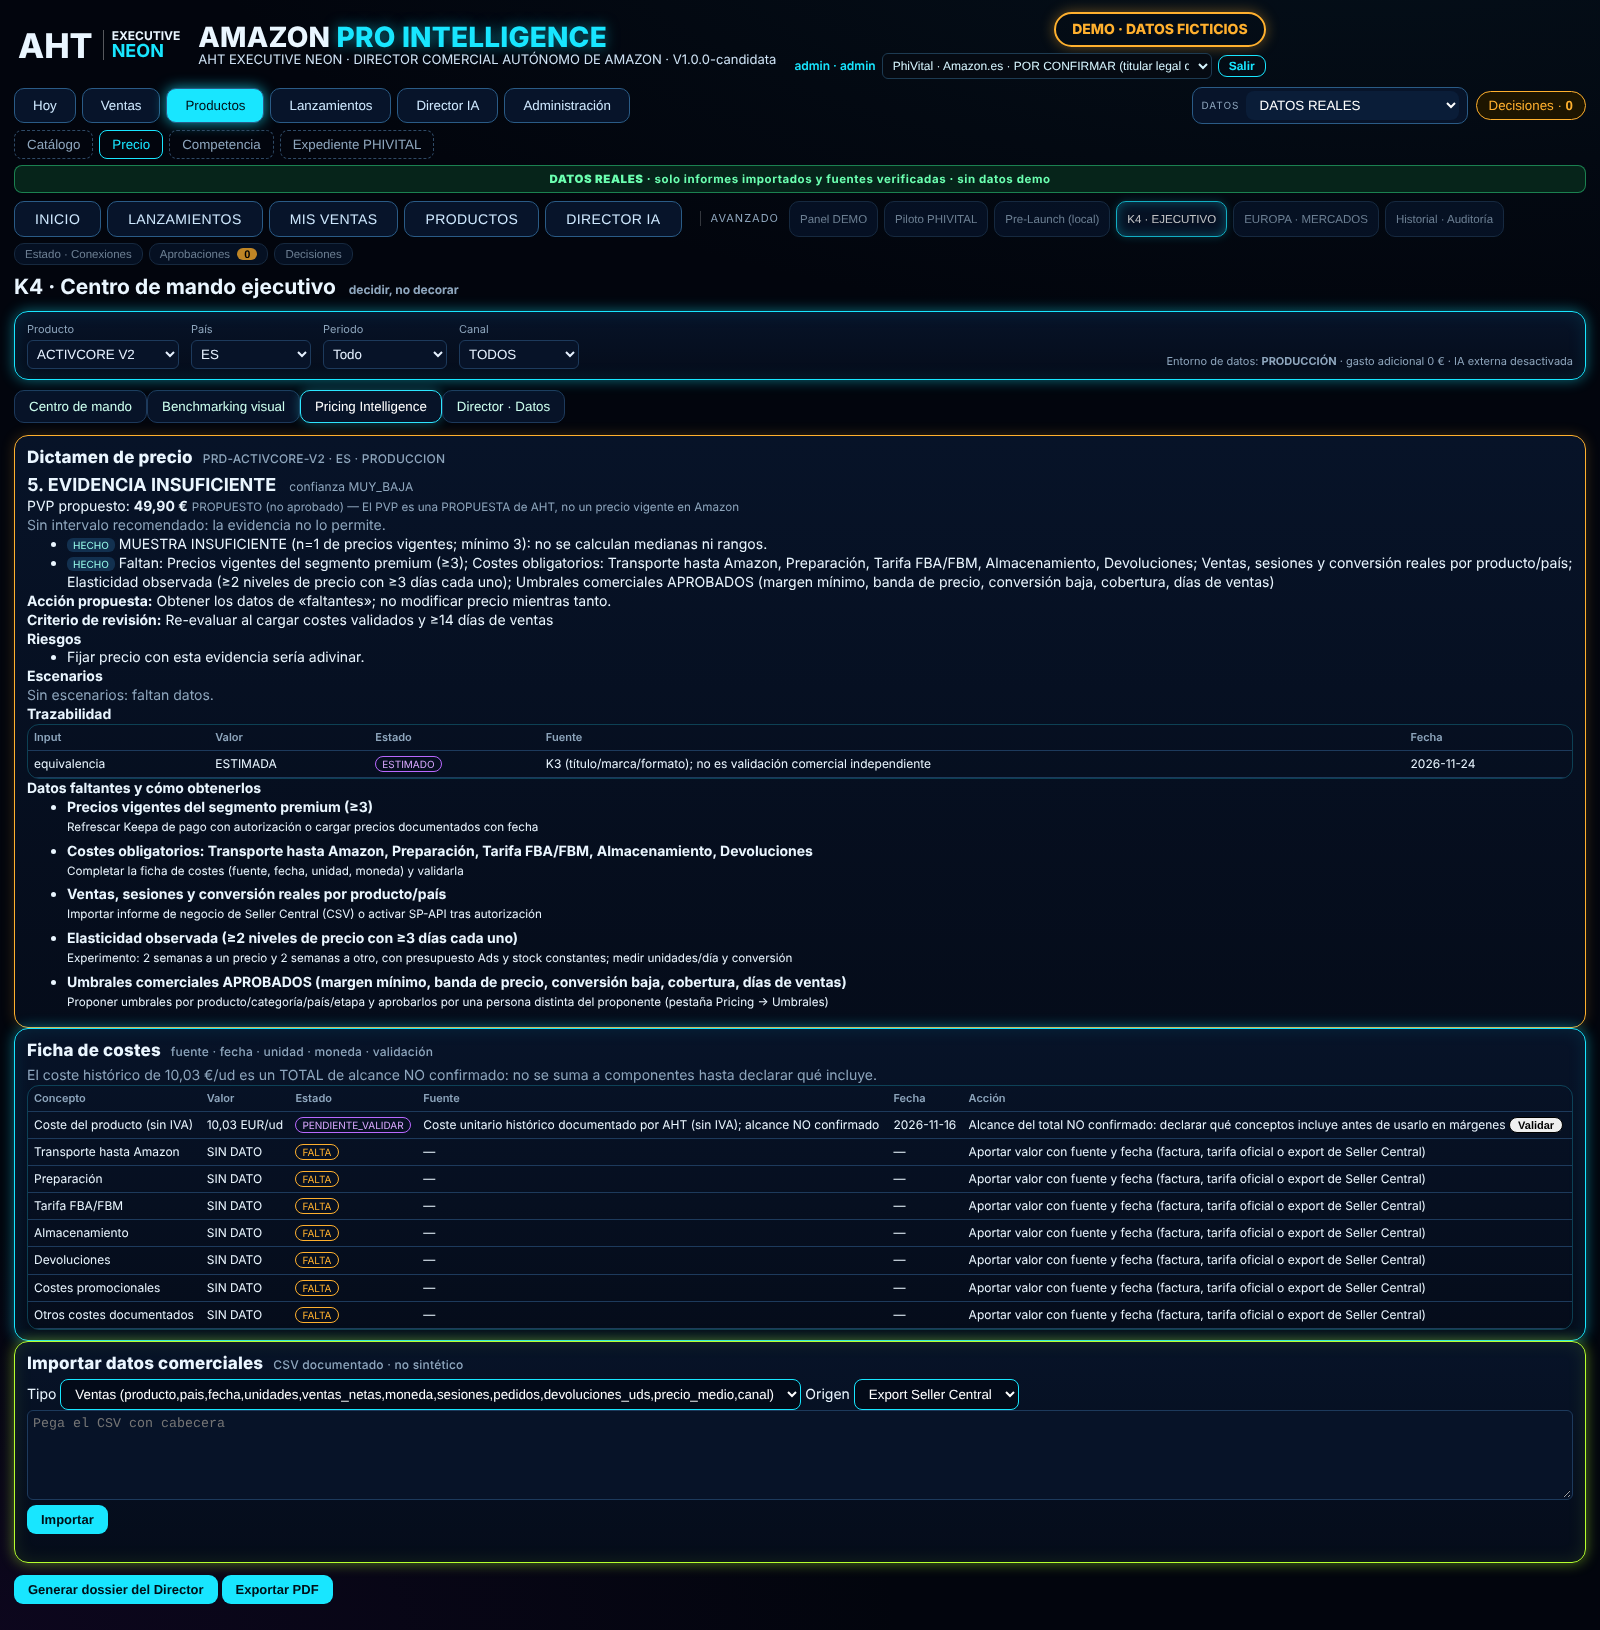 AHT EXECUTIVE NEON
AMAZON PRO INTELLIGENCE
AHT EXECUTIVE NEON · DIRECTOR COMERCIAL AUTÓNOMO DE AMAZON · V1.0.0-candidata
DEMO · DATOS FICTICIOS
admin · admin
PhiVital · Amazon.es · POR CONFIRMAR (titular legal c
Salir
Hoy
Ventas
Productos
Lanzamientos
Director IA
Administración
DATOS
DATOS REALES
Decisiones · 0
Catálogo
Precio
Competencia
Expediente PHIVITAL
DATOS REALES · solo informes importados y fuentes verificadas · sin datos demo
INICIO
LANZAMIENTOS
MIS VENTAS
PRODUCTOS
DIRECTOR IA
AVANZADO
Panel DEMO
Piloto PHIVITAL
Pre-Launch (local)
K4 · EJECUTIVO
EUROPA · MERCADOS
Historial · Auditoría
Estado · Conexiones
Aprobaciones 0
Decisiones
K4 · Centro de mando ejecutivo decidir, no decorar
Producto País Periodo Canal
ACTIVCORE V2 ES Todo TODOS
Entorno de datos: PRODUCCIÓN · gasto adicional 0 € · IA externa desactivada
Centro de mando
Benchmarking visual
Pricing Intelligence
Director · Datos
Dictamen de precio PRD-ACTIVCORE-V2 · ES · PRODUCCION
5. EVIDENCIA INSUFICIENTE confianza MUY_BAJA
PVP propuesto: 49,90 € PROPUESTO (no aprobado) — El PVP es una PROPUESTA de AHT, no un precio vigente en Amazon
Sin intervalo recomendado: la evidencia no lo permite.
• HECHO MUESTRA INSUFICIENTE (n=1 de precios vigentes; mínimo 3): no se calculan medianas ni rangos.
• HECHO Faltan: Precios vigentes del segmento premium (≥3); Costes obligatorios: Transporte hasta Amazon, Preparación, Tarifa FBA/FBM, Almacenamiento, Devoluciones; Ventas, sesiones y conversión reales por producto/país;
Elasticidad observada (≥2 niveles de precio con ≥3 días cada uno); Umbrales comerciales APROBADOS (margen mínimo, banda de precio, conversión baja, cobertura, días de ventas)
Acción propuesta: Obtener los datos de «faltantes»; no modificar precio mientras tanto.
Criterio de revisión: Re-evaluar al cargar costes validados y ≥14 días de ventas
Riesgos
• Fijar precio con esta evidencia sería adivinar.
Escenarios
Sin escenarios: faltan datos.
Trazabilidad
Input Valor Estado Fuente Fecha
equivalencia ESTIMADA ESTIMADO K3 (título/marca/formato); no es validación comercial independiente 2026-11-24
Datos faltantes y cómo obtenerlos
• Precios vigentes del segmento premium (≥3)
Refrescar Keepa de pago con autorización o cargar precios documentados con fecha
• Costes obligatorios: Transporte hasta Amazon, Preparación, Tarifa FBA/FBM, Almacenamiento, Devoluciones
Completar la ficha de costes (fuente, fecha, unidad, moneda) y validarla
• Ventas, sesiones y conversión reales por producto/país
Importar informe de negocio de Seller Central (CSV) o activar SP-API tras autorización
• Elasticidad observada (≥2 niveles de precio con ≥3 días cada uno)
Experimento: 2 semanas a un precio y 2 semanas a otro, con presupuesto Ads y stock constantes; medir unidades/día y conversión
• Umbrales comerciales APROBADOS (margen mínimo, banda de precio, conversión baja, cobertura, días de ventas)
Proponer umbrales por producto/categoría/país/etapa y aprobarlos por una persona distinta del proponente (pestaña Pricing → Umbrales)
Ficha de costes fuente · fecha · unidad · moneda · validación
El coste histórico de 10,03 €/ud es un TOTAL de alcance NO confirmado: no se suma a componentes hasta declarar qué incluye.
Concepto Valor Estado Fuente Fecha Acción
Coste del producto (sin IVA) 10,03 EUR/ud PENDIENTE_VALIDAR Coste unitario histórico documentado por AHT (sin IVA); alcance NO confirmado 2026-11-16 Alcance del total NO confirmado: declarar qué conceptos incluye antes de usarlo en márgenes Validar
Transporte hasta Amazon SIN DATO FALTA — — Aportar valor con fuente y fecha (factura, tarifa oficial o export de Seller Central)
Preparación SIN DATO FALTA — — Aportar valor con fuente y fecha (factura, tarifa oficial o export de Seller Central)
Tarifa FBA/FBM SIN DATO FALTA — — Aportar valor con fuente y fecha (factura, tarifa oficial o export de Seller Central)
Almacenamiento SIN DATO FALTA — — Aportar valor con fuente y fecha (factura, tarifa oficial o export de Seller Central)
Devoluciones SIN DATO FALTA — — Aportar valor con fuente y fecha (factura, tarifa oficial o export de Seller Central)
Costes promocionales SIN DATO FALTA — — Aportar valor con fuente y fecha (factura, tarifa oficial o export de Seller Central)
Otros costes documentados SIN DATO FALTA — — Aportar valor con fuente y fecha (factura, tarifa oficial o export de Seller Central)
Importar datos comerciales CSV documentado · no sintético
Tipo Ventas (producto,pais,fecha,unidades,ventas_netas,moneda,sesiones,pedidos,devoluciones_uds,precio_medio,canal) Origen Export Seller Central
Pega el CSV con cabecera
Importar
Generar dossier del Director
Exportar PDF